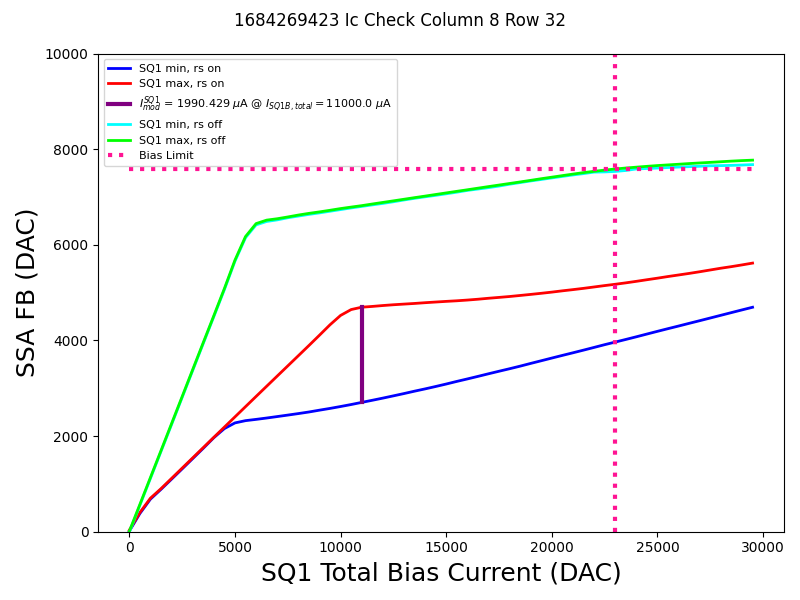 1684269423 Ic Check Column 8 Row 32
10000
8000
6000
4000
2000
0
SSA FB (DAC)
SQ1 min, rs on
SQ1 max, rs on
I_{mod}^{SQ1} = 1990.429 μA @ I_{SQ1B, total} = 11000.0 μA
SQ1 min, rs off
SQ1 max, rs off
Bias Limit
0 5000 10000 15000 20000 25000 30000
SQ1 Total Bias Current (DAC)